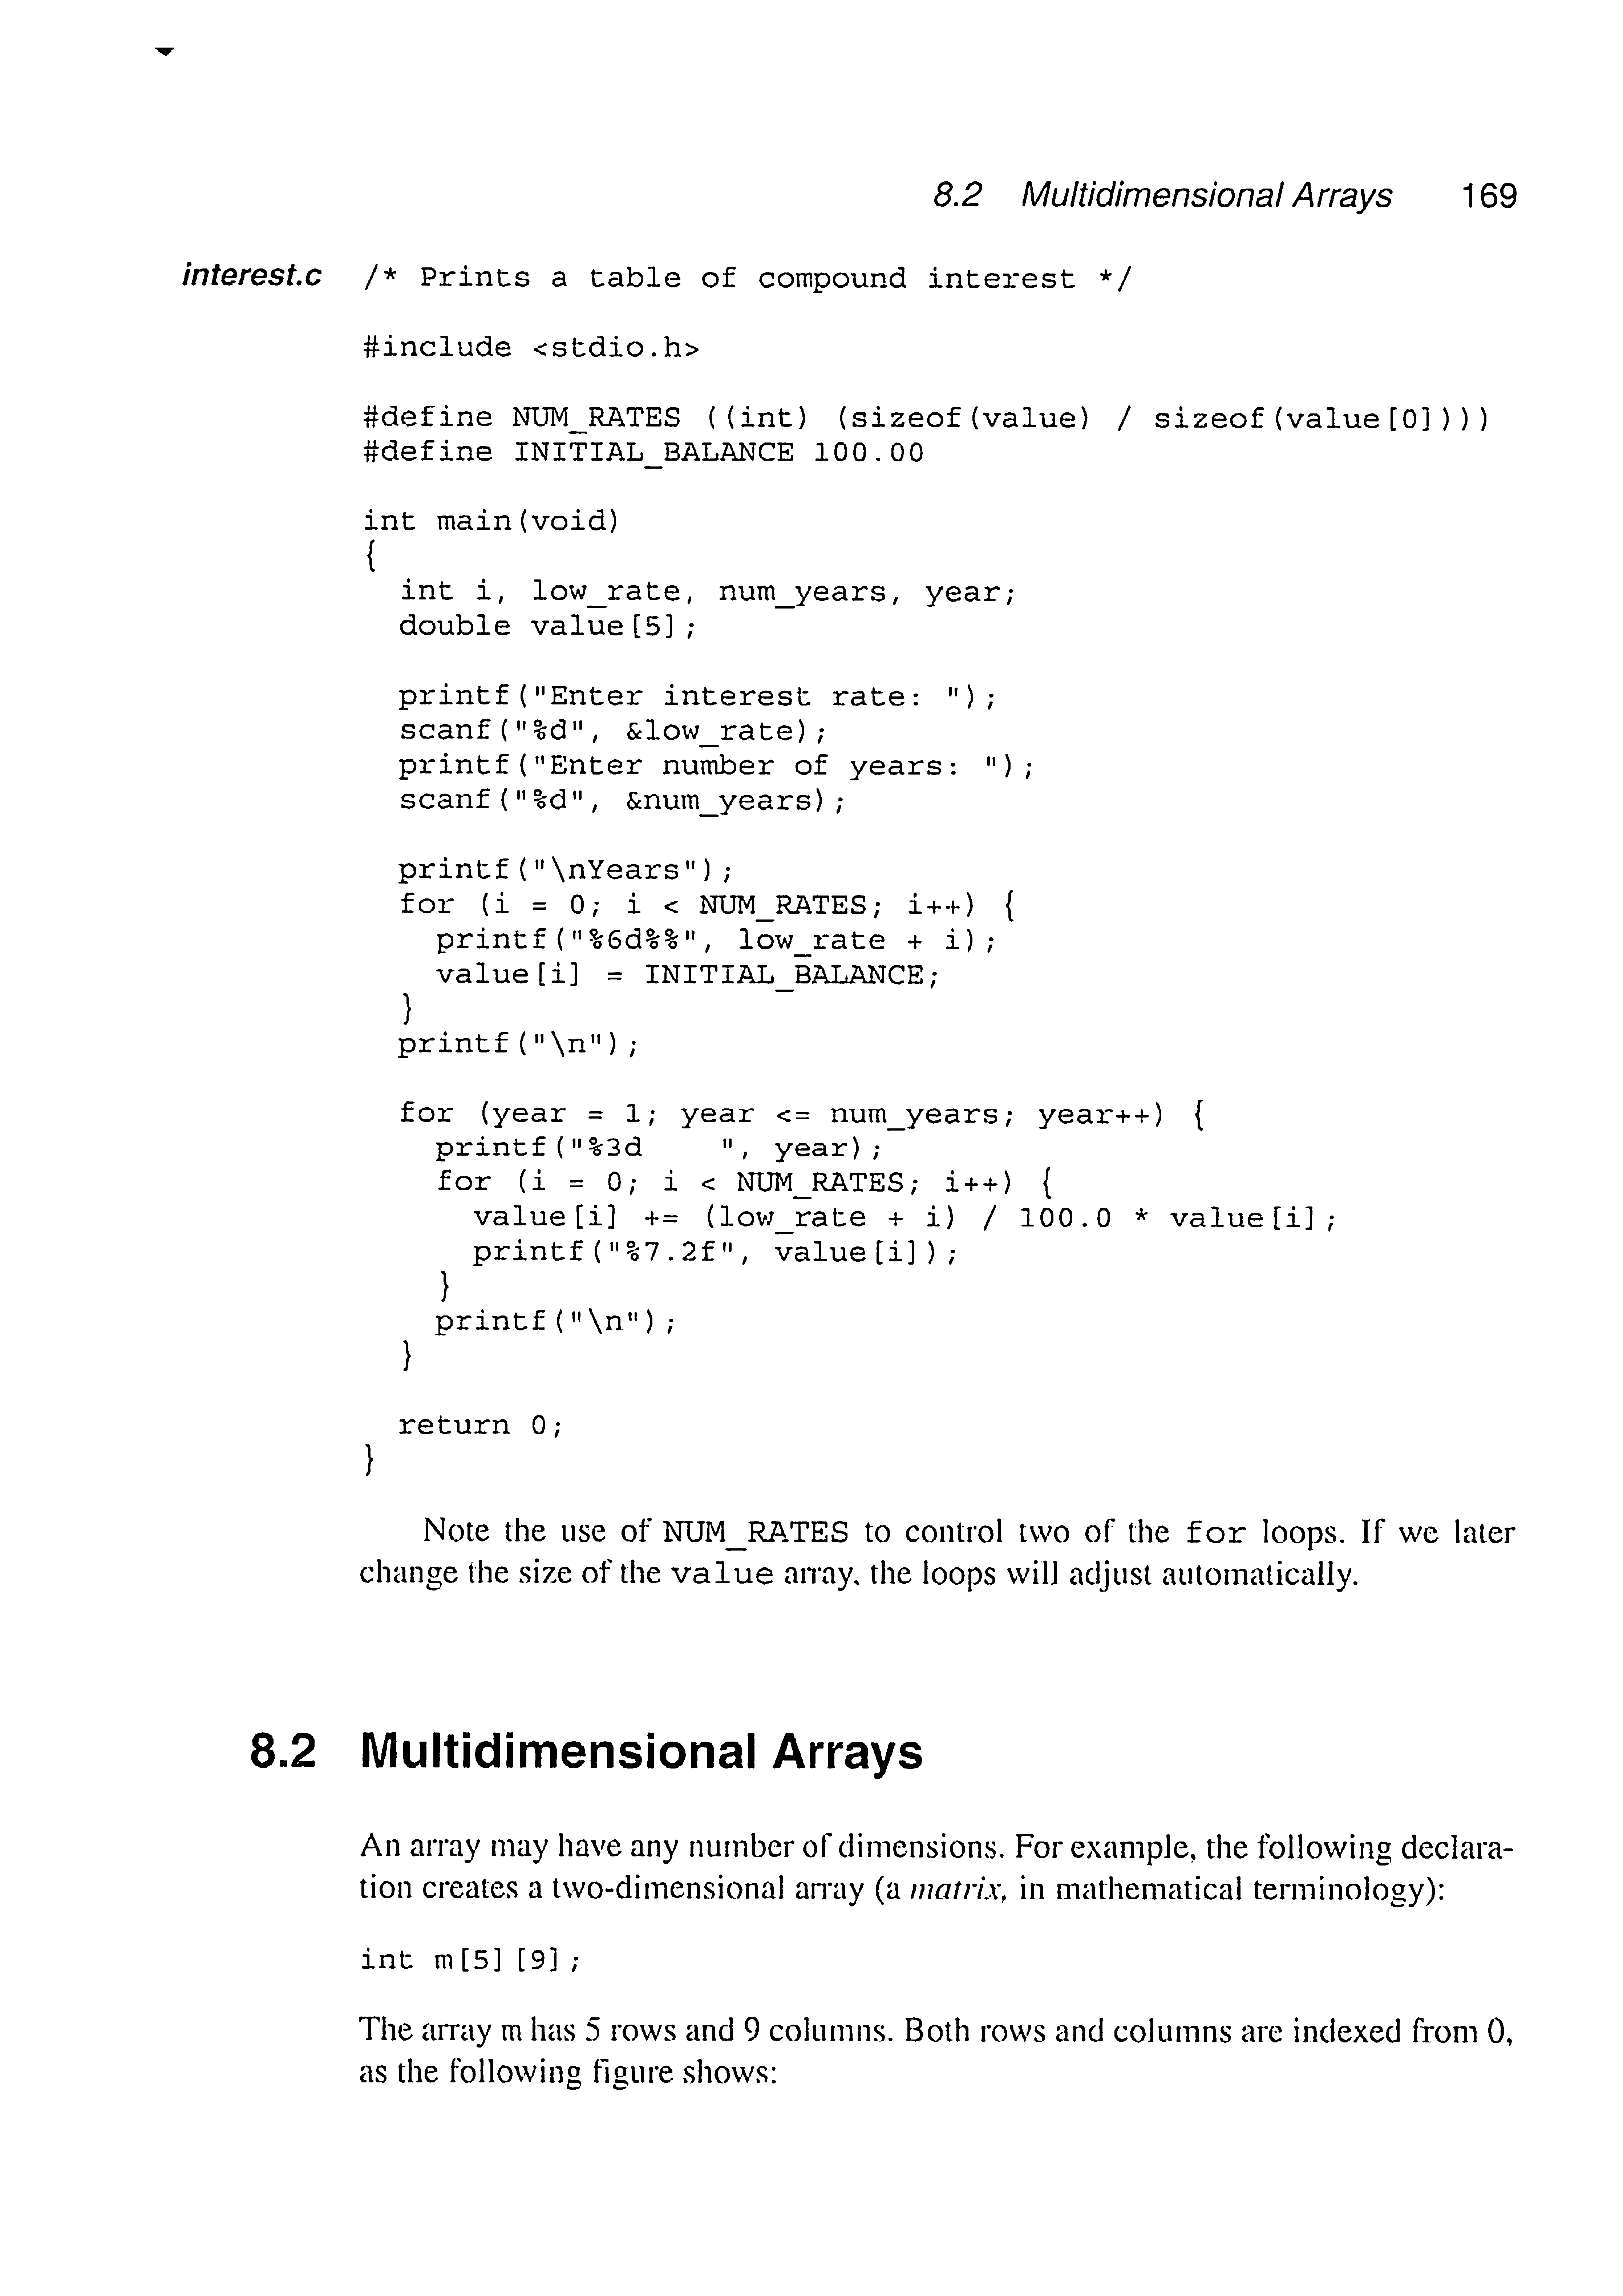 8.2 Multidimensional Arrays 169
interest.c /* Prints a table of compound interest */
#include <stdio.h>
#define NUM_RATES ((int) (sizeof(value) / sizeof(value[0])))
#define INITIAL_BALANCE 100.00
int main(void)
{
  int i, low_rate, num_years, year;
  double value[5];
  printf("Enter interest rate: ");
  scanf("%d", &low_rate);
  printf("Enter number of years: ");
  scanf("%d", &num_years);
  printf("\nYears");
  for (i = 0; i < NUM_RATES; i++) {
    printf("%6d%%", low_rate + i);
    value[i] = INITIAL_BALANCE;
  }
  printf("\n");
  for (year = 1; year <= num_years; year++) {
    printf("%3d    ", year);
    for (i = 0; i < NUM_RATES; i++) {
      value[i] += (low_rate + i) / 100.0 * value[i];
      printf("%7.2f", value[i]);
    }
    printf("\n");
  }
  return 0;
}
Note the use of NUM_RATES to control two of the for loops. If we later
change the size of the value array, the loops will adjust automatically.
8.2 Multidimensional Arrays
An array may have any number of dimensions. For example, the following declara-
tion creates a two-dimensional array (a matrix, in mathematical terminology):
int m[5][9];
The array m has 5 rows and 9 columns. Both rows and columns are indexed from 0,
as the following figure shows: